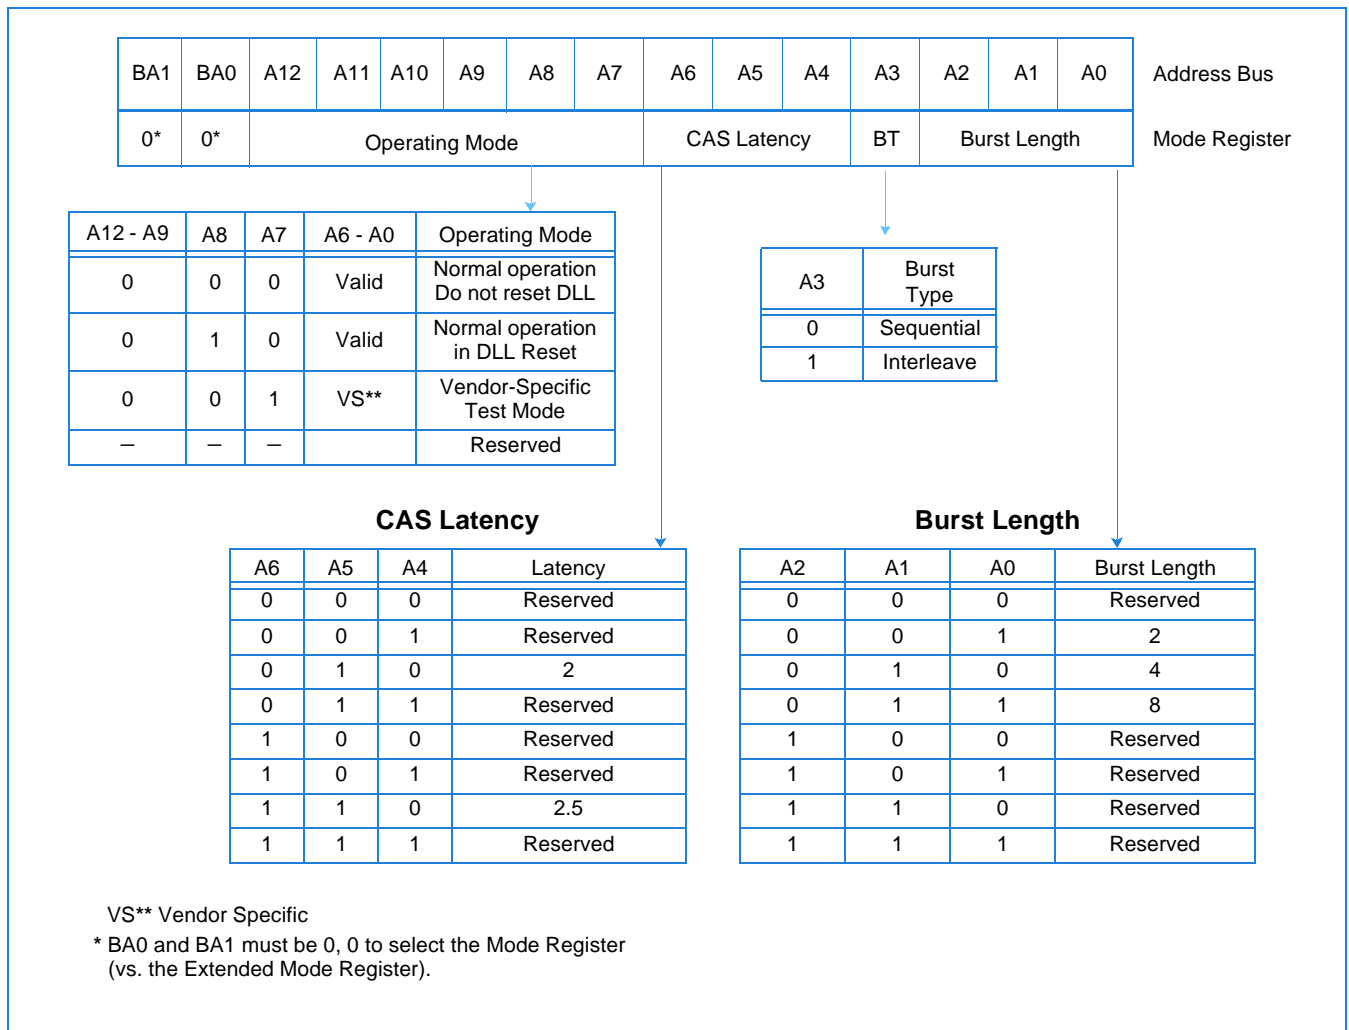 BA1 BA0 A12 A11 A10 A9 A8 A7 A6 A5 A4 A3 A2 A1 A0 Address Bus
0* 0* Operating Mode CAS Latency BT Burst Length Mode Register
A12 - A9 A8 A7 A6 - A0 Operating Mode
0 0 0 Valid Normal operation
Do not reset DLL
0 1 0 Valid Normal operation
in DLL Reset
0 0 1 VS** Vendor-Specific
Test Mode
– – – Reserved
A3 Burst
Type
0 Sequential
1 Interleave
CAS Latency
A6 A5 A4 Latency
0 0 0 Reserved
0 0 1 Reserved
0 1 0 2
0 1 1 Reserved
1 0 0 Reserved
1 0 1 Reserved
1 1 0 2.5
1 1 1 Reserved
Burst Length
A2 A1 A0 Burst Length
0 0 0 Reserved
0 0 1 2
0 1 0 4
0 1 1 8
1 0 0 Reserved
1 0 1 Reserved
1 1 0 Reserved
1 1 1 Reserved
VS** Vendor Specific
* BA0 and BA1 must be 0, 0 to select the Mode Register
(vs. the Extended Mode Register).